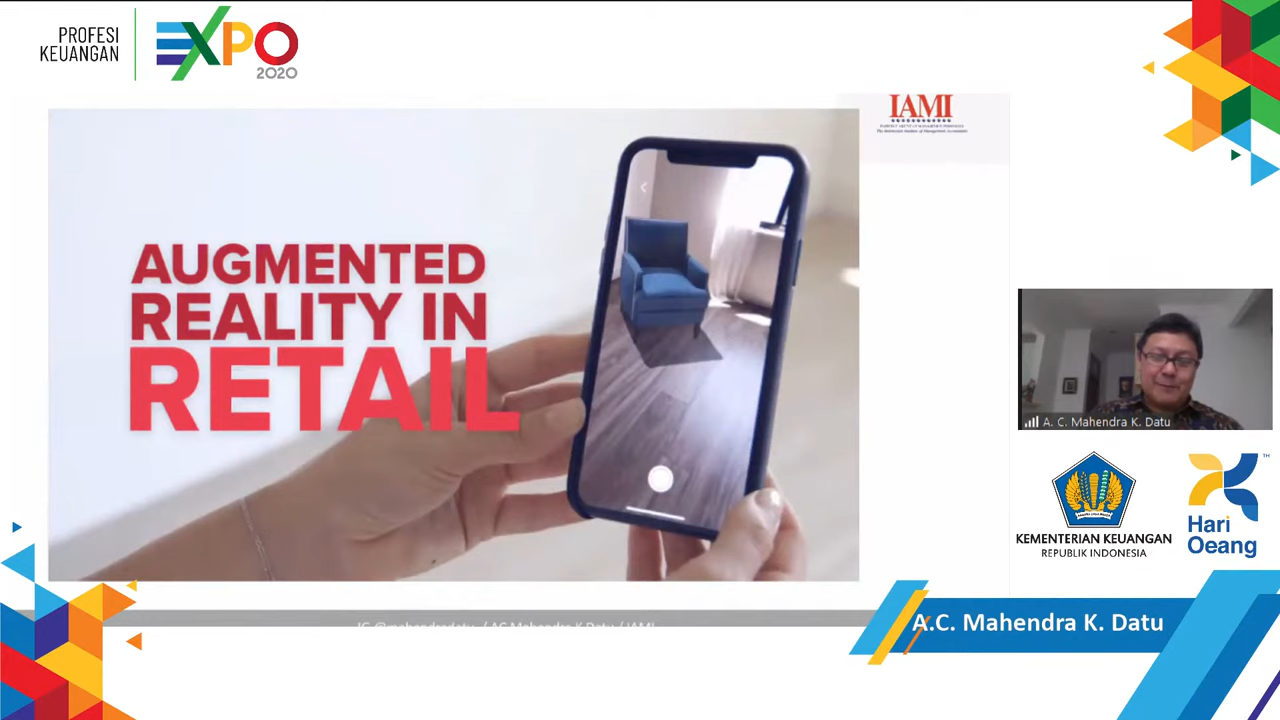 PROFESI
KEUANGAN
EXPO
2020
IAMI
AUGMENTED
REALITY IN
RETAIL
A. C. Mahendra K. Datu
KEMENTERIAN KEUANGAN
REPUBLIK INDONESIA
Hari
Oeang
TM
A.C. Mahendra K. Datu